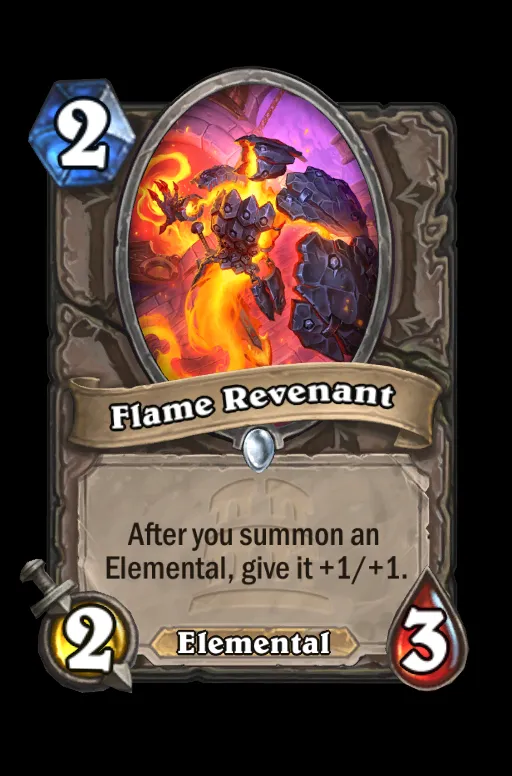 2
Flame Revenant
After you summon an
Elemental, give it +1/+1.
2
Elemental
3